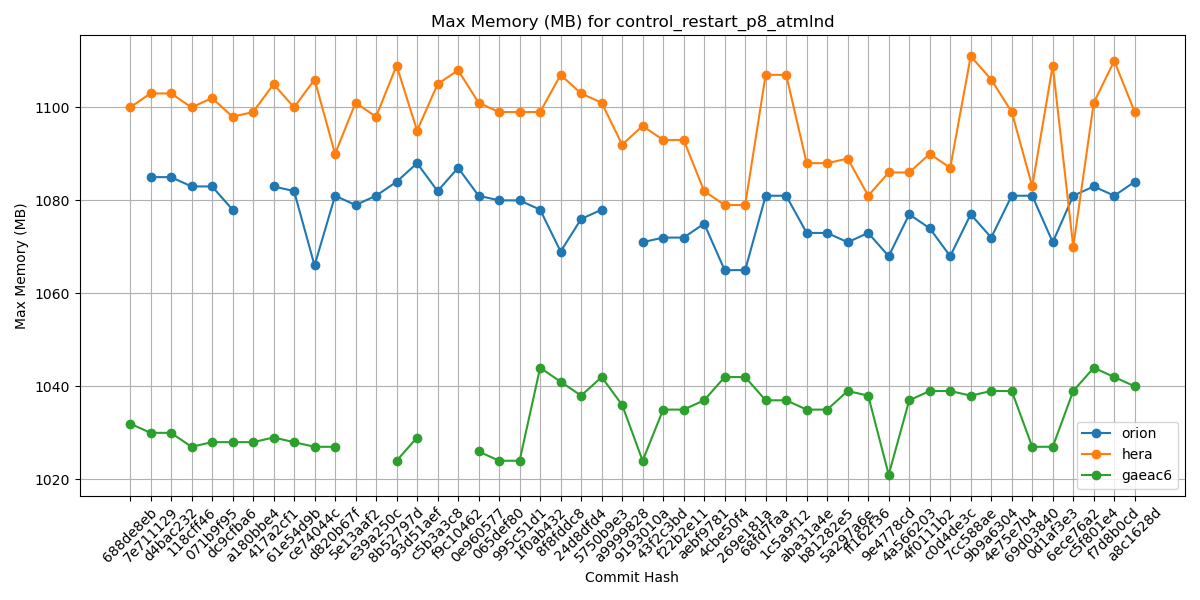 Max Memory (MB) for control_restart_p8_atmlnd
Max Memory (MB)
1100
1080
1060
1040
1020
orion
hera
gaeac6
688de8eb
7e711129
d4bac232
118cff46
071b9f95
dc9cfba6
a180bbe4
417a2cf1
61e54d9b
ce74044c
d820b67f
5e13aaf2
e39a250c
8b52797d
93d51aef
c5b3a3c8
f9c10462
0e960577
065def80
995c51d1
1f0ab432
8f8fddc8
24d8dfd4
5750b9e3
a9999828
9193010a
43f2c3bd
f22b2e11
aebf9781
4cbe50f4
269e181a
68fd7faa
1c5a9f12
aba31a4e
b81282e5
5a297a6e
ff162f36
9e4778cd
4a566203
4f0111b2
c0d4de3c
7cc588ae
9b9a6304
4e75e7b4
69d03840
0d1af3e3
6ece76a2
c5f801e4
f7d8b0cd
a8c1628d
Commit Hash